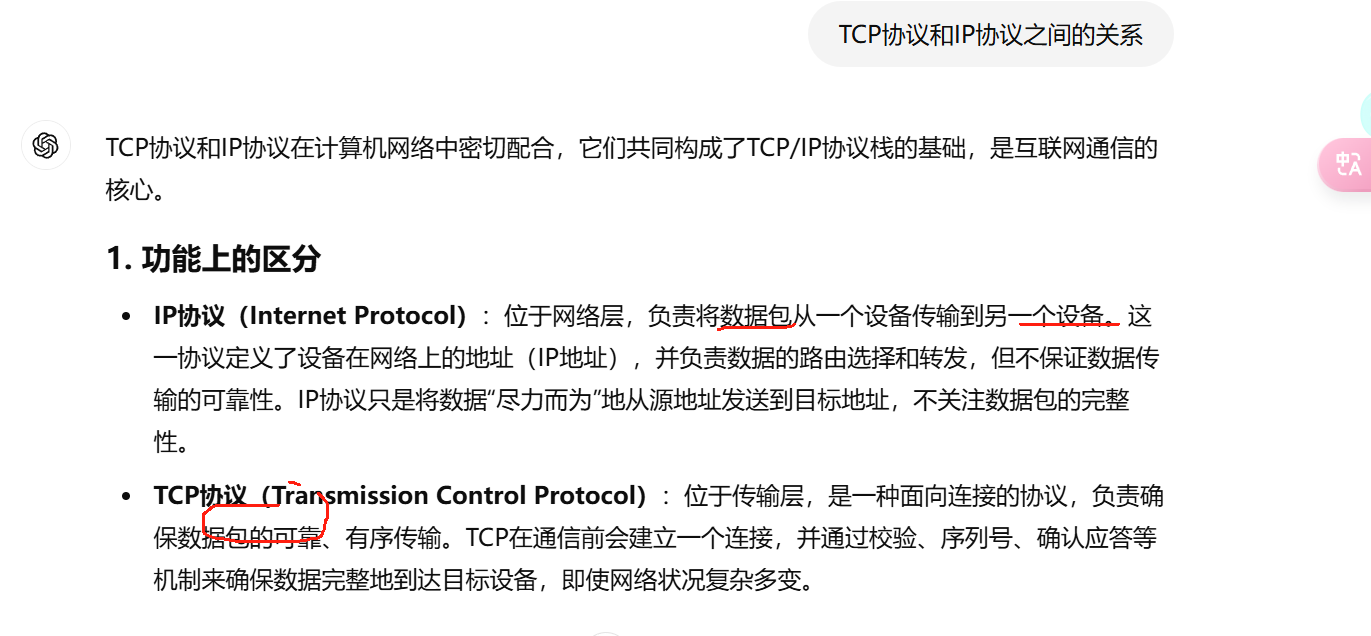 TCP协议和IP协议之间的关系
TCP协议和IP协议在计算机网络中密切配合，它们共同构成了TCP/IP协议栈的基础，是互联网通信的
核心。
1. 功能上的区分
• IP协议（Internet Protocol）：位于网络层，负责将数据包从一个设备传输到另一个设备。这
一协议定义了设备在网络上的地址（IP地址），并负责数据的路由选择和转发，但不保证数据传
输的可靠性。IP协议只是将数据“尽力而为”地从源地址发送到目标地址，不关注数据包的完整
性。
• TCP协议（Transmission Control Protocol）：位于传输层，是一种面向连接的协议，负责确
保数据包的可靠、有序传输。TCP在通信前会建立一个连接，并通过校验、序列号、确认应答等
机制来确保数据完整地到达目标设备，即使网络状况复杂多变。
中A